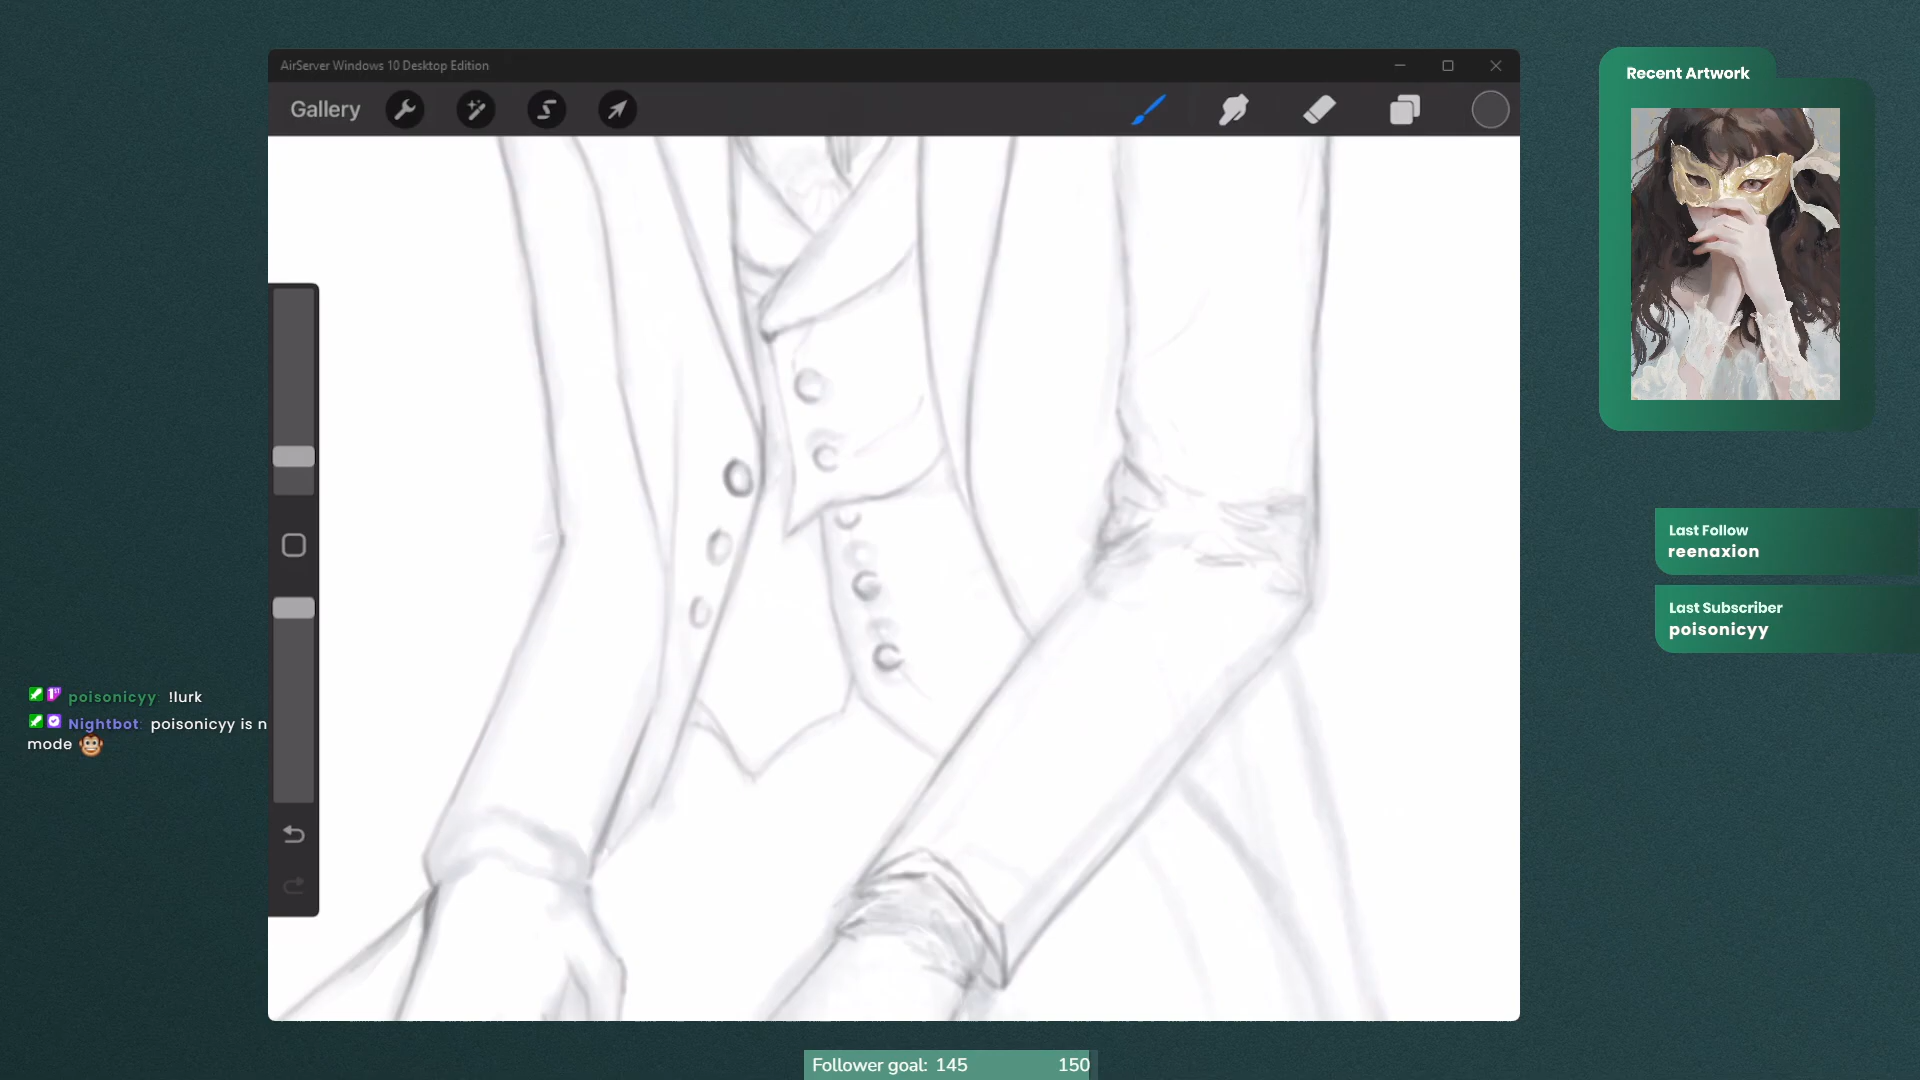 AirServer Windows 10 Desktop Edition
Gallery
Recent Artwork
Last Follow
reenaxion
Last Subscriber
poisonicyy
poisonicyy: !lurk
Nightbot: poisonicyy is n
mode
Follower goal: 145 150